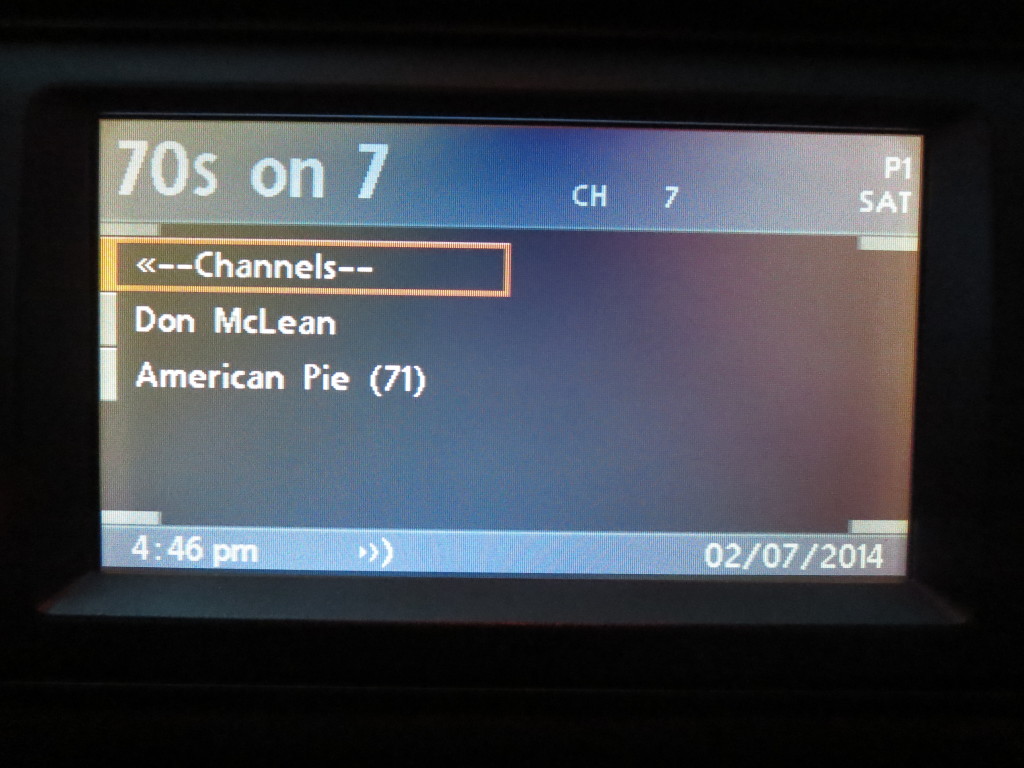 70s on 7
CH 7
P1
SAT
«--Channels--
Don McLean
American Pie (71)
4:46 pm
02/07/2014